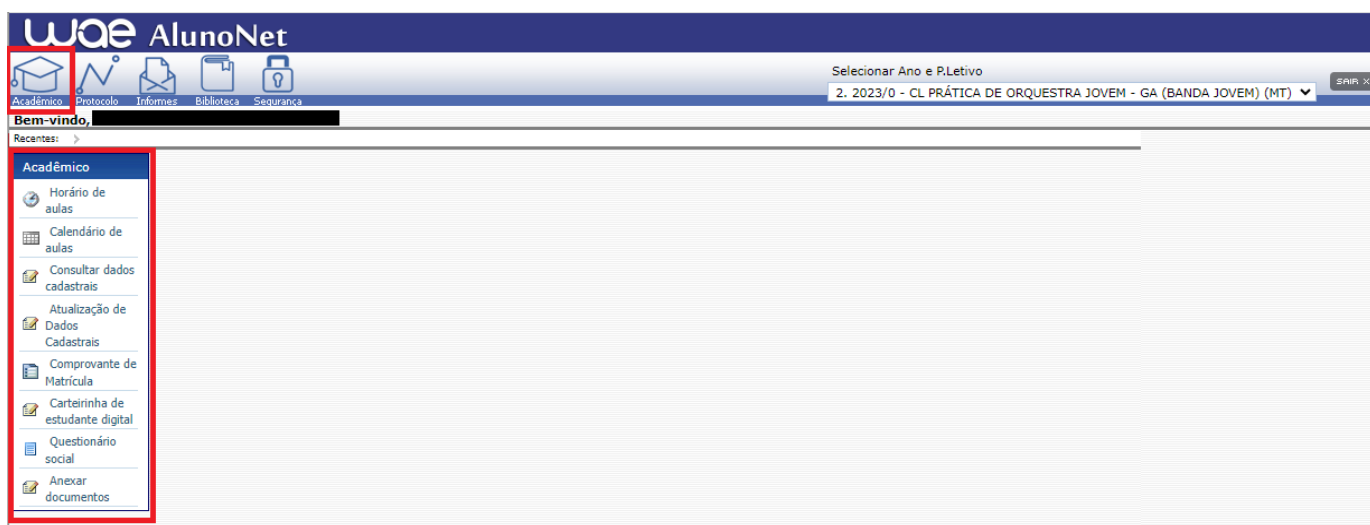 wae AlunoNet
Selecionar Ano e P.Letivo
2. 2023/0 - CL PRÁTICA DE ORQUESTRA JOVEM - GA (BANDA JOVEM) (MT)
SAIR X
Acadêmico Protocolo Informes Biblioteca Segurança
Bem-vindo,
Recentes: >
Acadêmico
Horário de
aulas
Calendário de
aulas
Consultar dados
cadastrais
Atualização de
Dados
Cadastrais
Comprovante de
Matrícula
Carteirinha de
estudante digital
Questionário
social
Anexar
documentos